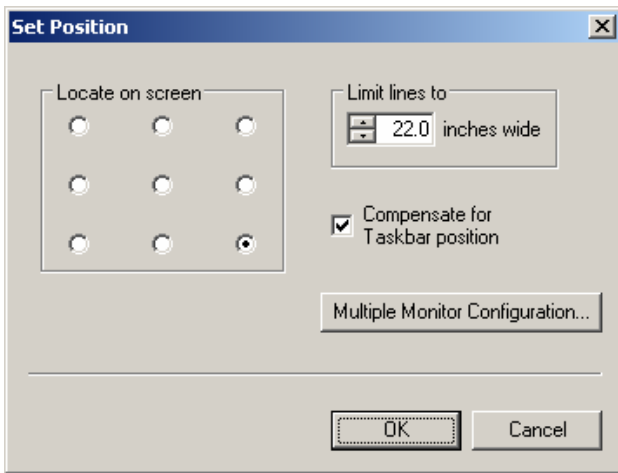 Set Position
Locate on screen
Limit lines to
22.0 inches wide
Compensate for
Taskbar position
Multiple Monitor Configuration...
OK
Cancel